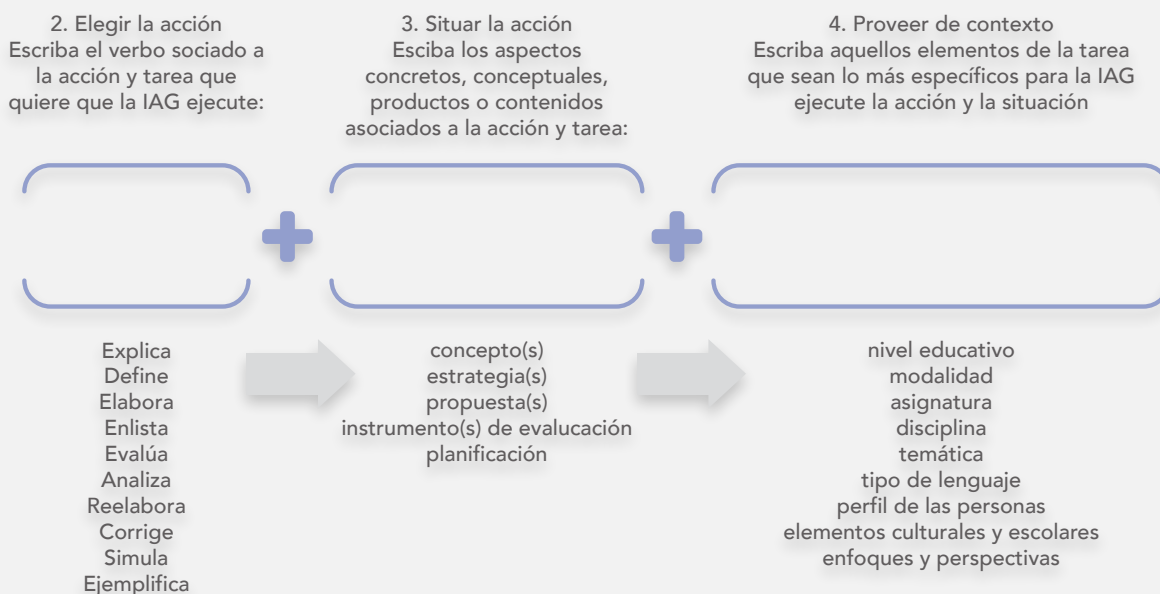 2. Elegir la acción
Escriba el verbo sociado a
la acción y tarea que
quiere que la IAG ejecute:
3. Situar la acción
Esciba los aspectos
concretos, conceptuales,
productos o contenidos
asociados a la acción y tarea:
4. Proveer de contexto
Escriba aquellos elementos de la tarea
que sean lo más específicos para la IAG
ejecute la acción y la situación
Explica
Define
Elabora
Enlista
Evalúa
Analiza
Reelabora
Corrige
Simula
Ejemplifica
concepto(s)
estrategia(s)
propuesta(s)
instrumento(s) de evalucación
planificación
nivel educativo
modalidad
asignatura
disciplina
temática
tipo de lenguaje
perfil de las personas
elementos culturales y escolares
enfoques y perspectivas